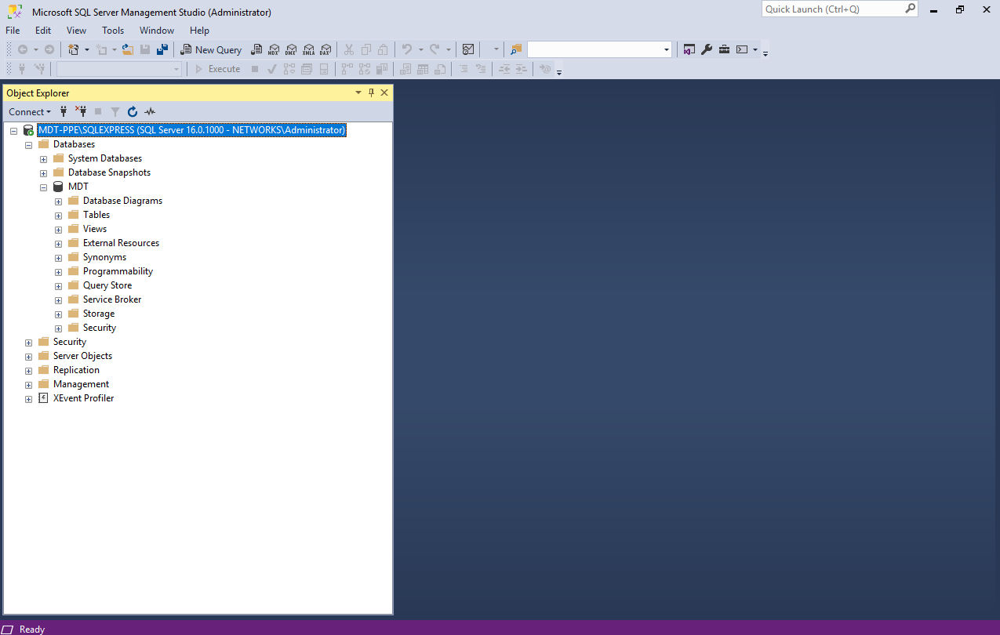 Microsoft SQL Server Management Studio (Administrator)
Quick Launch (Ctrl+Q)
File Edit View Tools Window Help
New Query MDX DMX XMLA DAX
Execute
Object Explorer
Connect
MDT-PPE\SQLEXPRESS (SQL Server 16.0.1000 - NETWORKS\Administrator)
Databases
System Databases
Database Snapshots
MDT
Database Diagrams
Tables
Views
External Resources
Synonyms
Programmability
Query Store
Service Broker
Storage
Security
Security
Server Objects
Replication
Management
XEvent Profiler
Ready